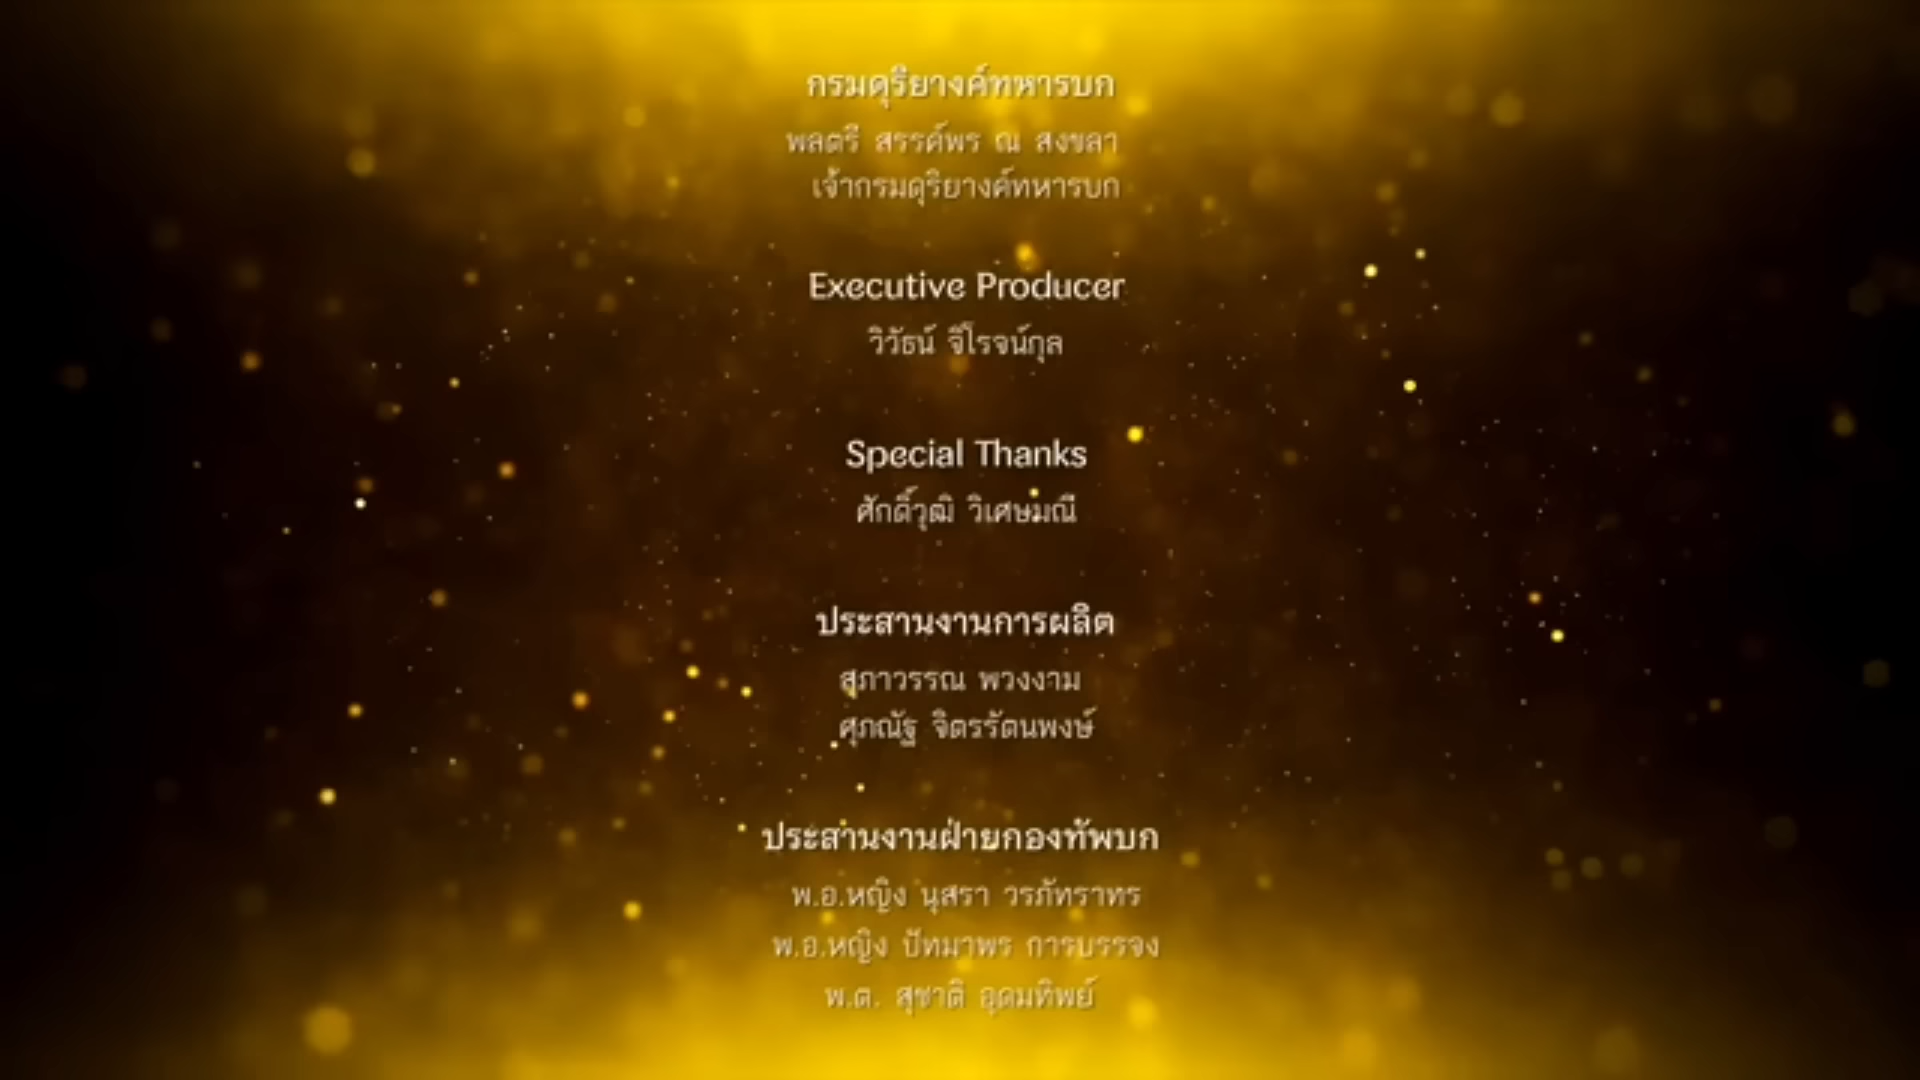 กรมดุริยางค์ทหารบก
พลตรี สรรค์พร ณ สงขลา
เจ้ากรมดุริยางค์ทหารบก
Executive Producer
วิวัธน์ จิโรจน์กุล
Special Thanks
ศักดิ์วุฒิ วิเศษมณี
ประสานงานการผลิต
สุภาวรรณ พวงงาม
ศุภณัฐ จิตรรัตนพงษ์
ประสานงานฝ่ายกองทัพบก
พ.อ.หญิง นุสรา วรภัทราทร
พ.อ.หญิง ปัทมาพร การบรรจง
พ.ต. สุชาติ อุดมทิพย์